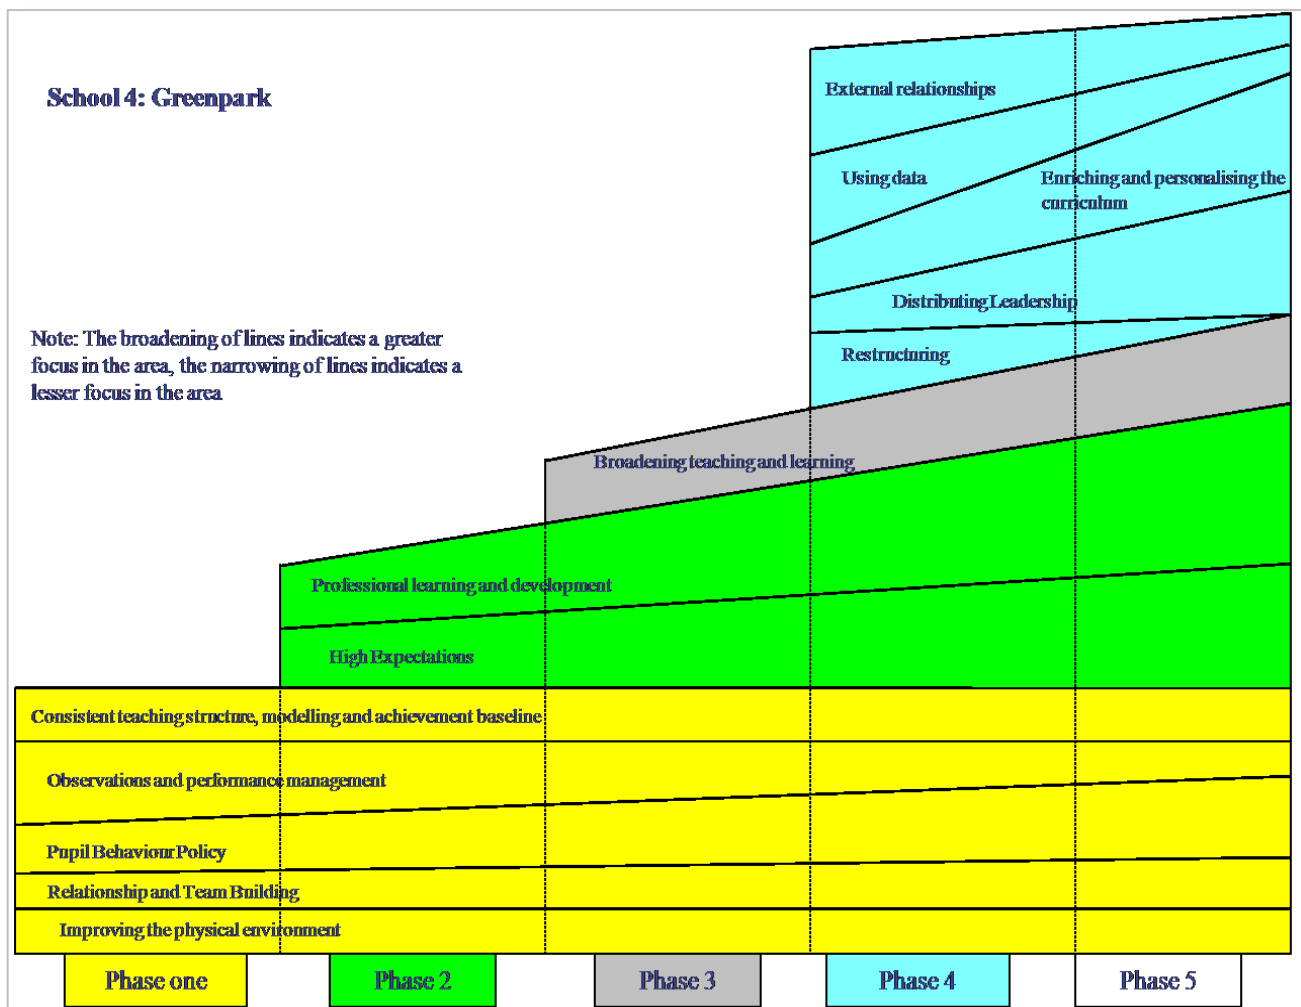 School 4: Greenpark
External relationships
Using data
Enriching and personalising the
curriculum
Distributing Leadership
Note: The broadening of lines indicates a greater
focus in the area, the narrowing of lines indicates a
lesser focus in the area
Restructuring
Broadening teaching and learning
Professional learning and development
High Expectations
Consistent teaching structure, modelling and achievement baseline
Observations and performance management
Pupil Behaviour Policy
Relationship and Team Building
Improving the physical environment
Phase one
Phase 2
Phase 3
Phase 4
Phase 5